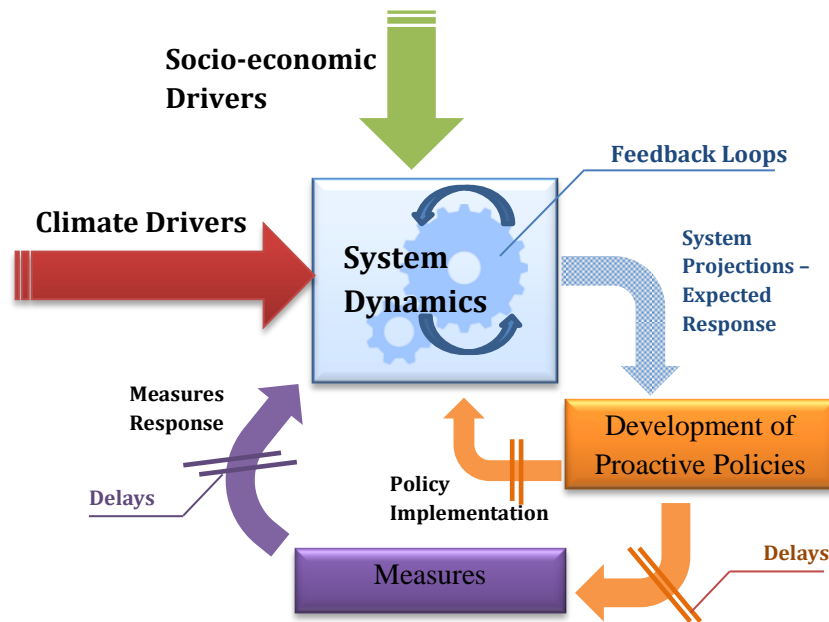 Socio-economic
Drivers
Feedback Loops
Climate Drivers
System
Dynamics
System
Projections –
Expected
Response
Measures
Response
Development of
Proactive Policies
Policy
Implementation
Delays
Delays
Measures